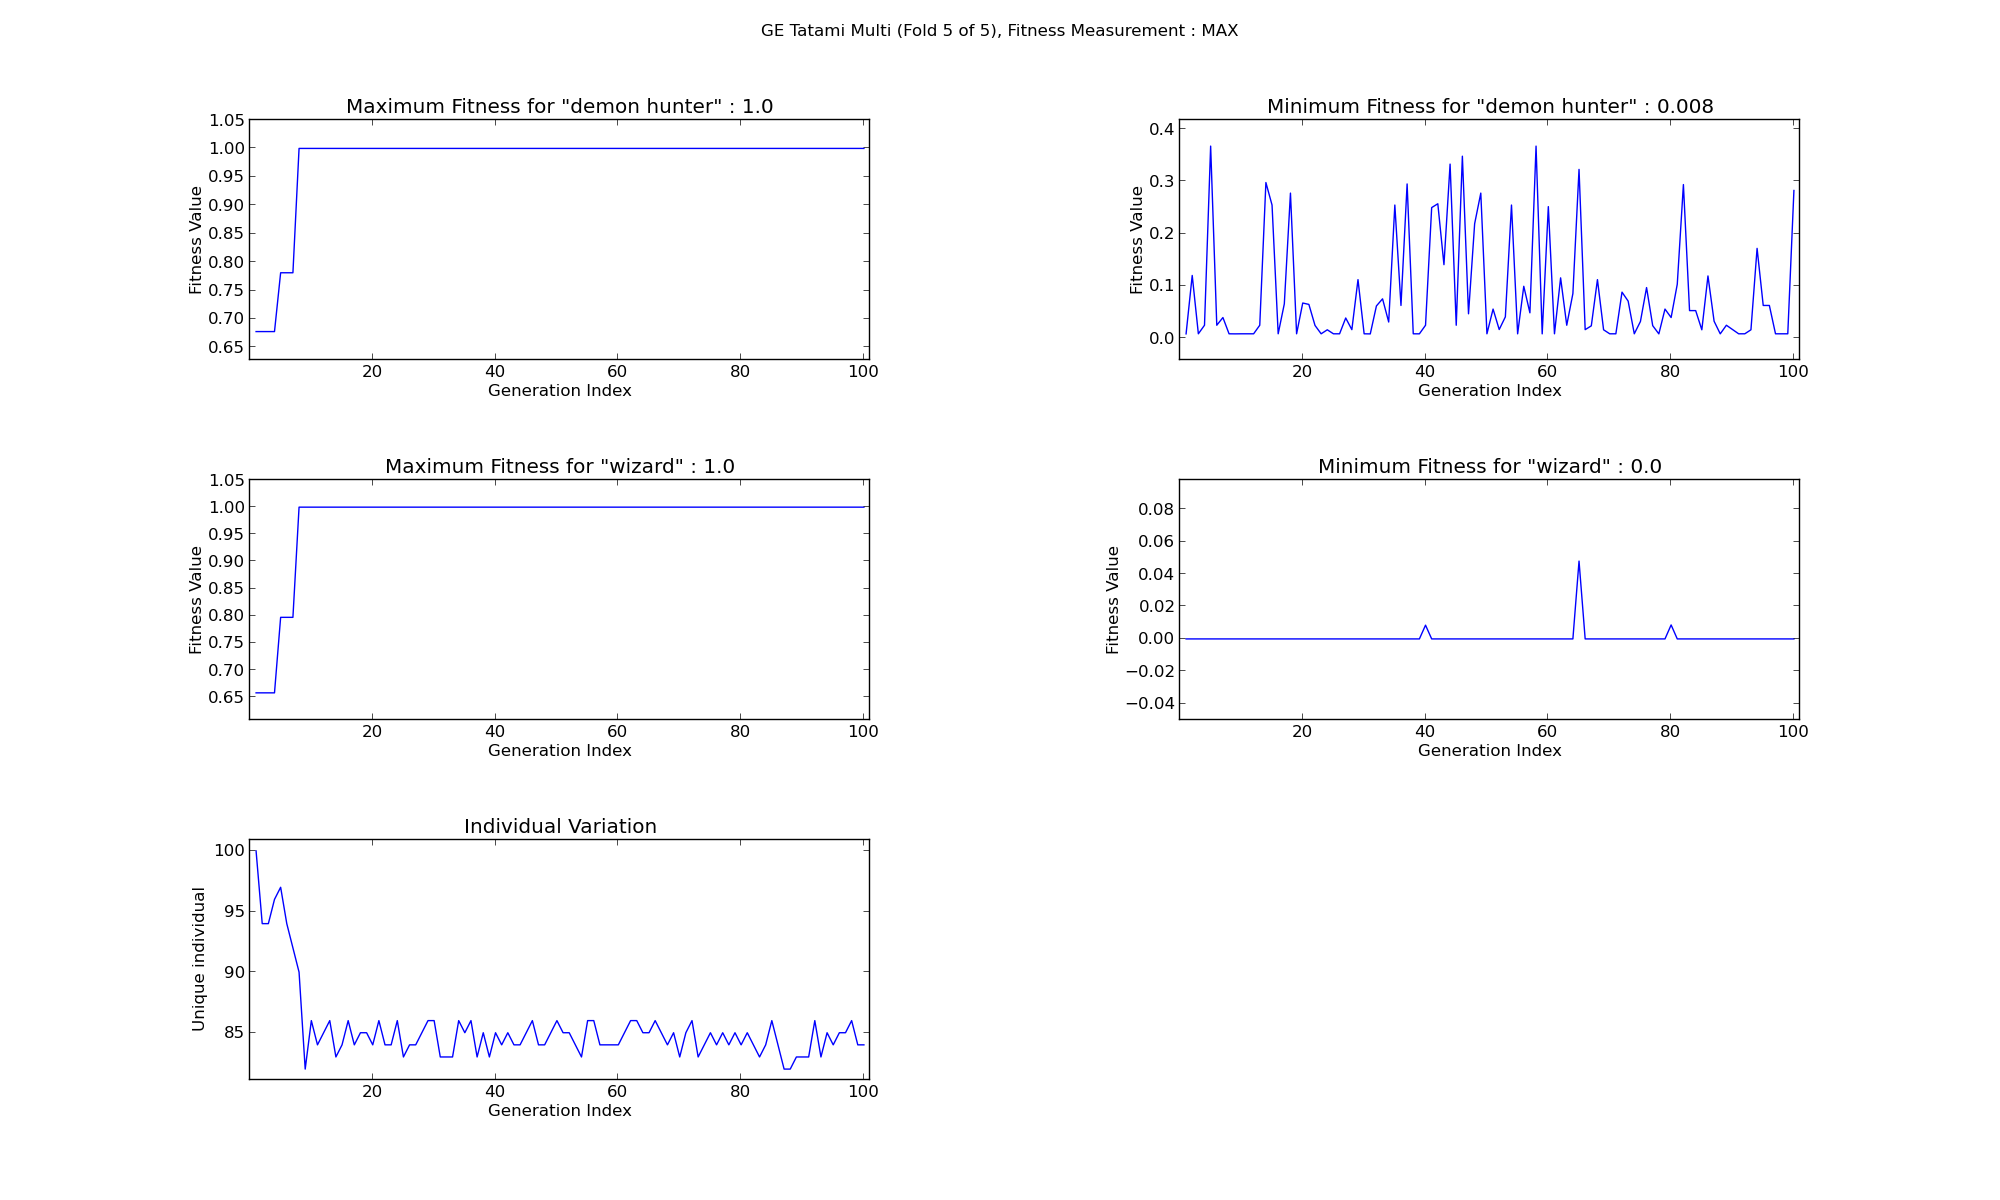 GE Tatami Multi (Fold 5 of 5), Fitness Measurement : MAX
Maximum Fitness for "demon hunter" : 1.0
1.05
1.00
0.95
0.90
0.85
0.80
0.75
0.70
0.65
Fitness Value
20 40 60 80 100
Generation Index
Minimum Fitness for "demon hunter" : 0.008
0.4
0.3
0.2
0.1
0.0
Fitness Value
20 40 60 80 100
Generation Index
Maximum Fitness for "wizard" : 1.0
1.05
1.00
0.95
0.90
0.85
0.80
0.75
0.70
0.65
Fitness Value
20 40 60 80 100
Generation Index
Minimum Fitness for "wizard" : 0.0
0.08
0.06
0.04
0.02
0.00
−0.02
−0.04
Fitness Value
20 40 60 80 100
Generation Index
Individual Variation
100
95
90
85
Unique individual
20 40 60 80 100
Generation Index